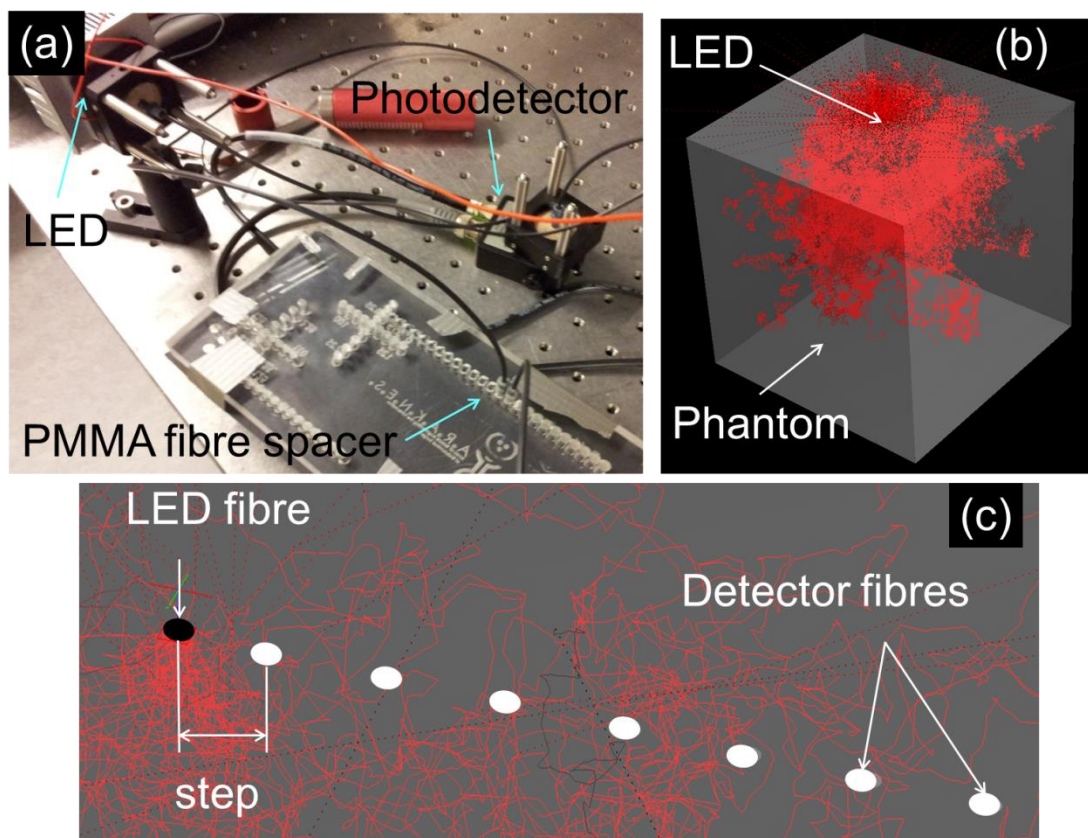 (a)
Photodetector
LED
PMMA fibre spacer
LED
(b)
Phantom
LED fibre
(c)
Detector fibres
step